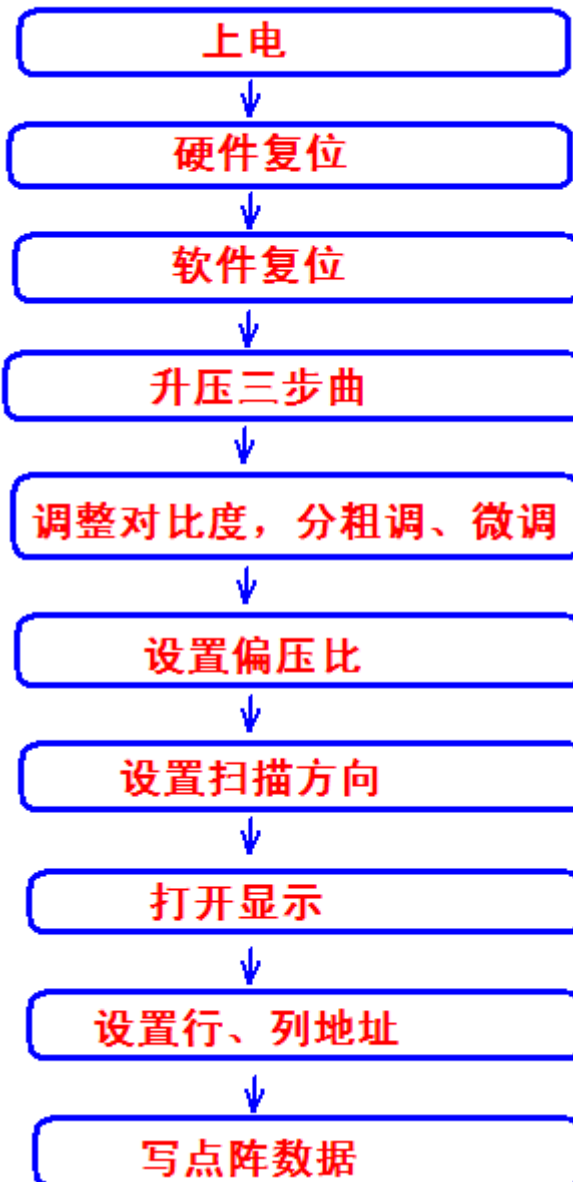 上电
硬件复位
软件复位
升压三步曲
调整对比度，分粗调、微调
设置偏压比
设置扫描方向
打开显示
设置行、列地址
写点阵数据